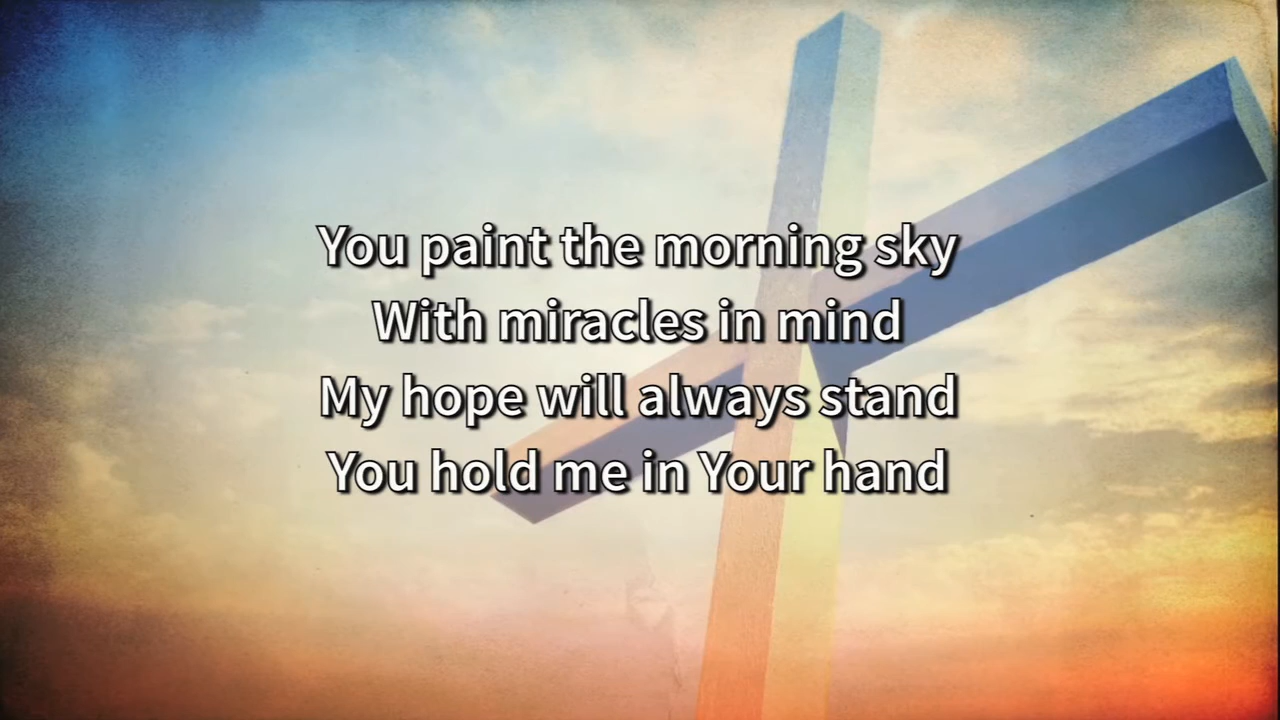 You paint the morning sky
With miracles in mind
My hope will always stand
You hold me in Your hand